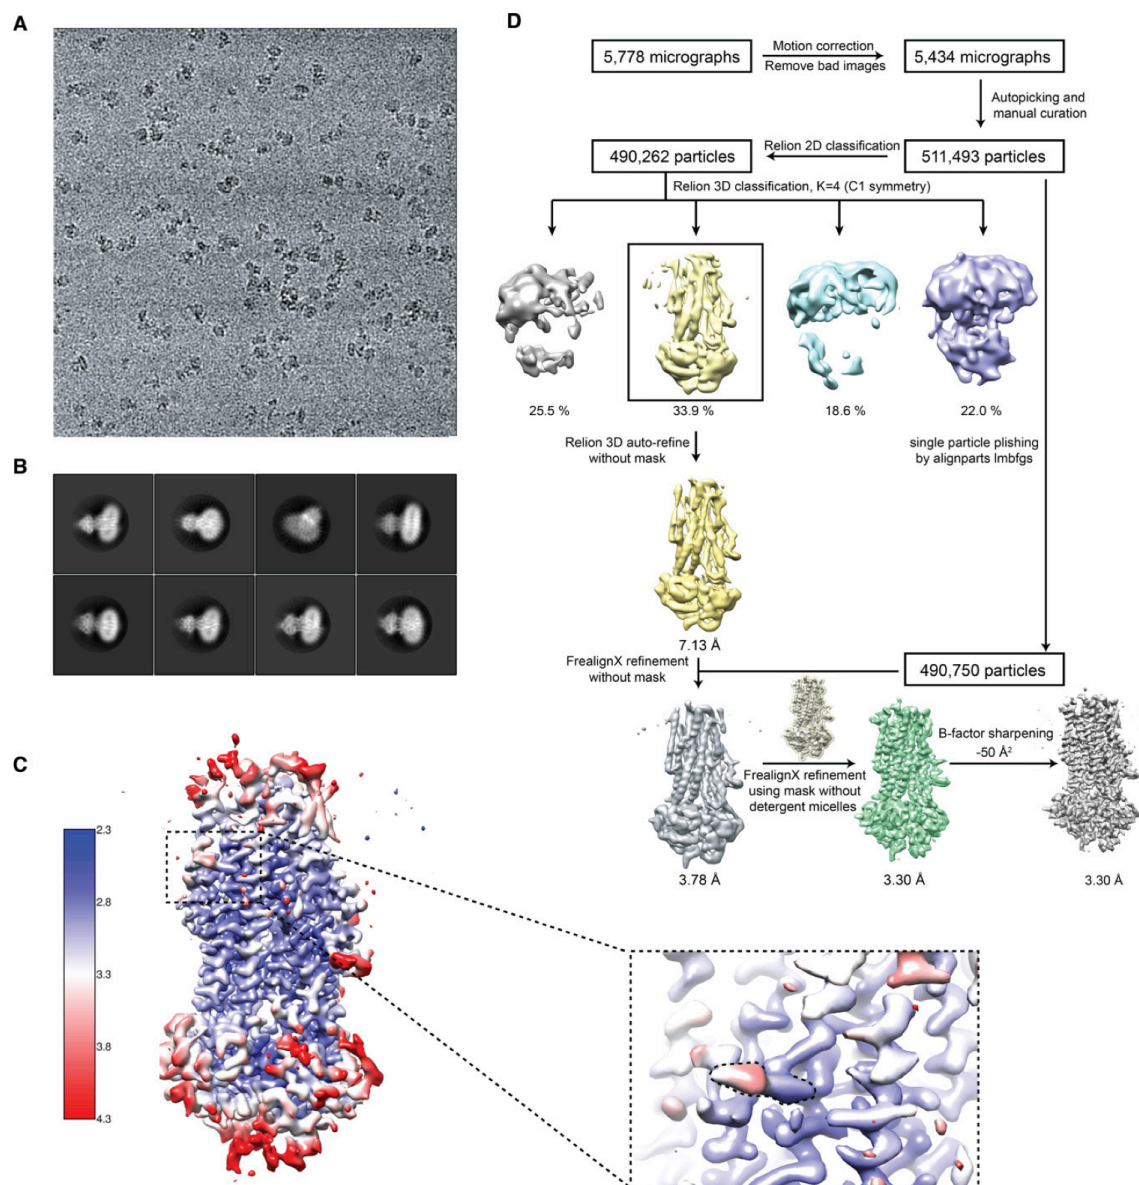 A
D
5,778 micrographs
Motion correction
Remove bad images
5,434 micrographs
Autopicking and
manual curation
490,262 particles
Relion 2D classification
511,493 particles
Relion 3D classification, K=4 (C1 symmetry)
25.5 %
33.9 %
18.6 %
22.0 %
Relion 3D auto-refine
without mask
single particle plishing
by alignparts lmbfgs
B
7.13 Å
FrealignX refinement
without mask
490,750 particles
B-factor sharpening
-50 Å²
FrealignX refinement
using mask without
detergent micelles
3.78 Å
3.30 Å
3.30 Å
C
2.3
2.8
3.3
3.8
4.3